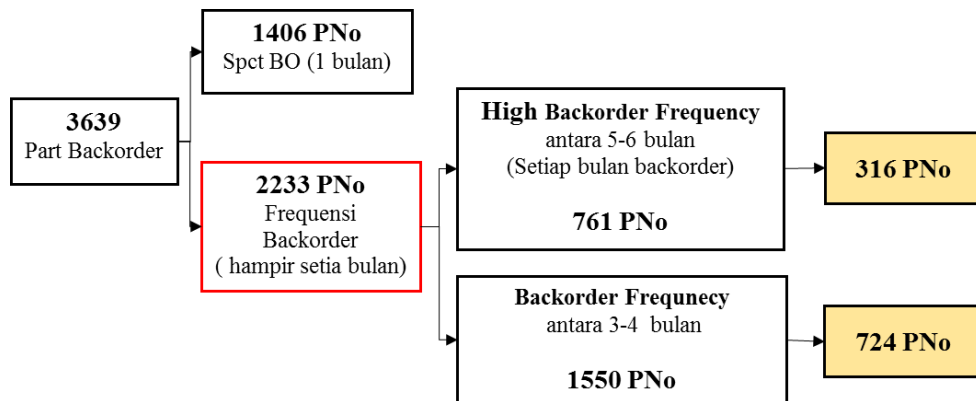 1406 PNo
Spct BO (1 bulan)
3639
Part Backorder
2233 PNo
Frequensi
Backorder
( hampir setia bulan)
High Backorder Frequency
antara 5-6 bulan
(Setiap bulan backorder)
761 PNo
316 PNo
Backorder Frequnecy
antara 3-4 bulan
1550 PNo
724 PNo